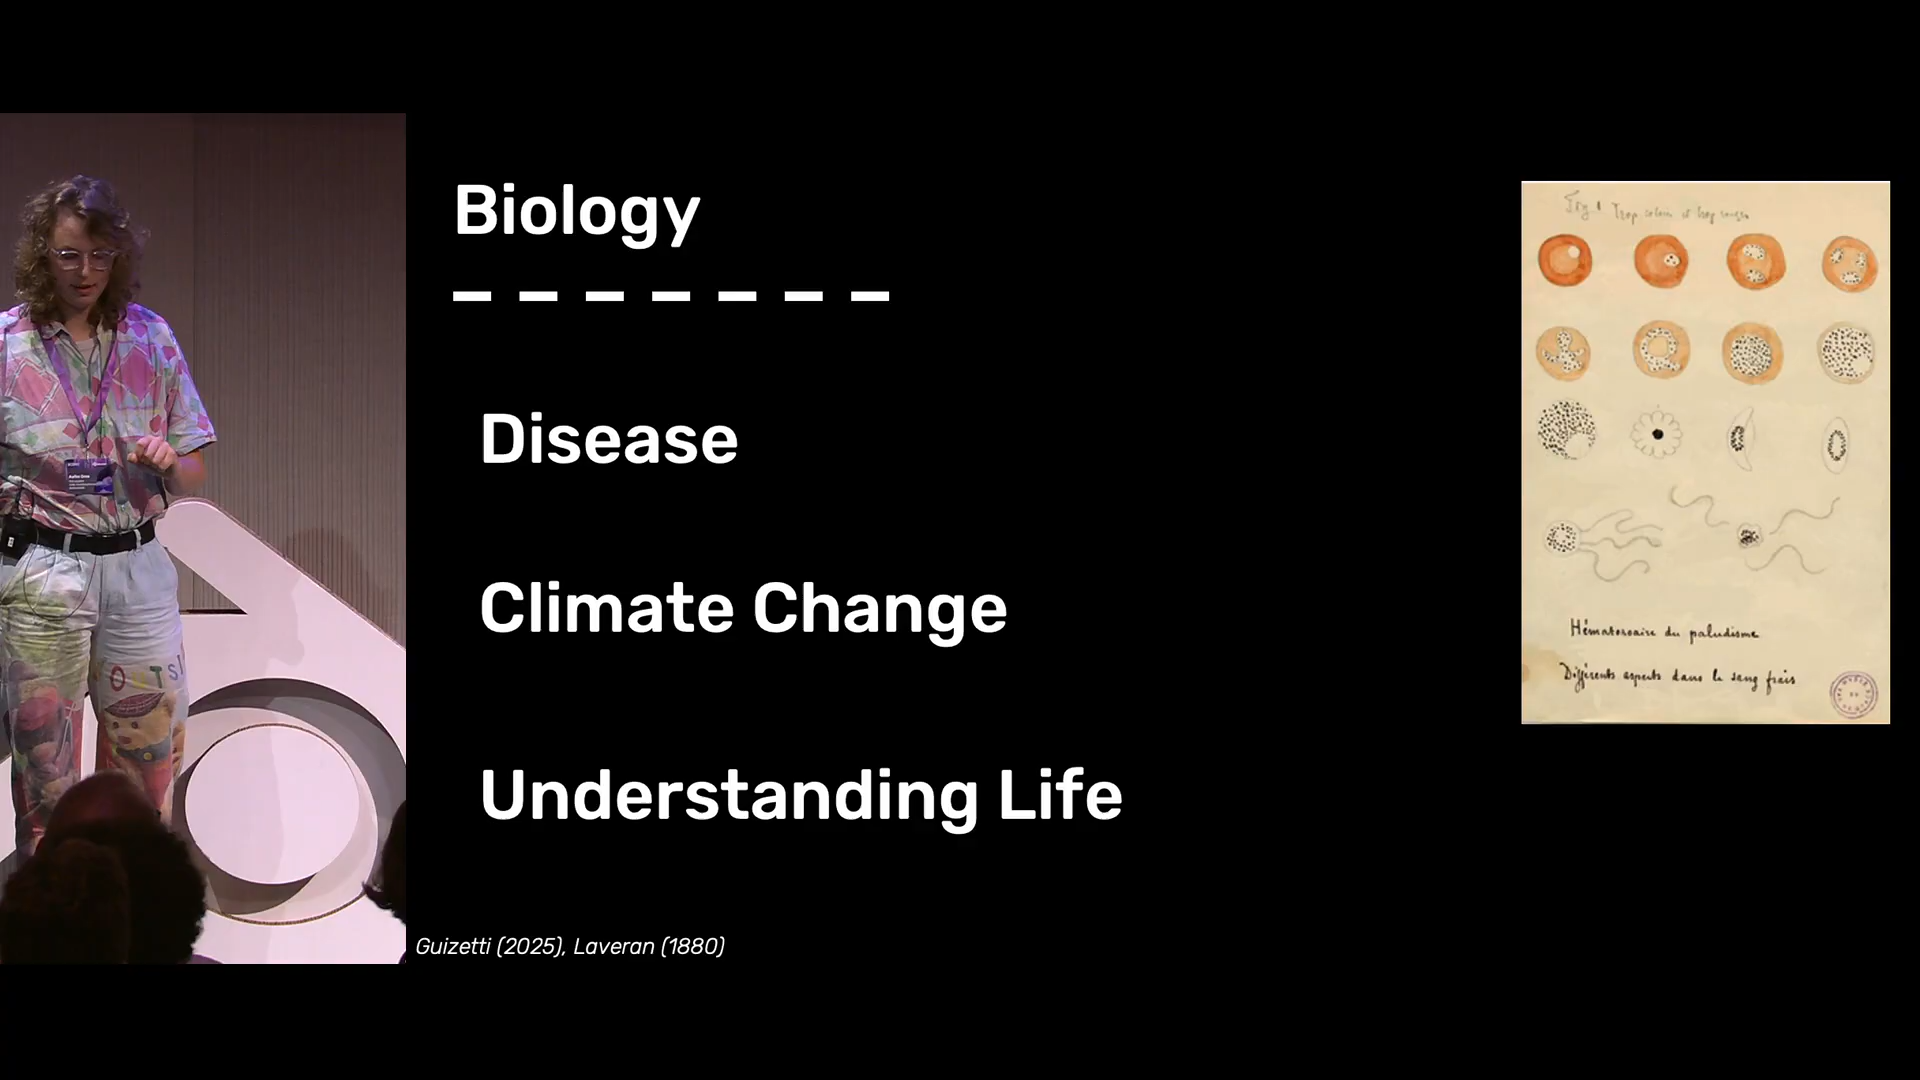 Biology
Disease
Climate Change
Understanding Life
Guizetti (2025), Laveran (1880)
Hématozoaire du paludisme
Différents aspects dans le sang frais